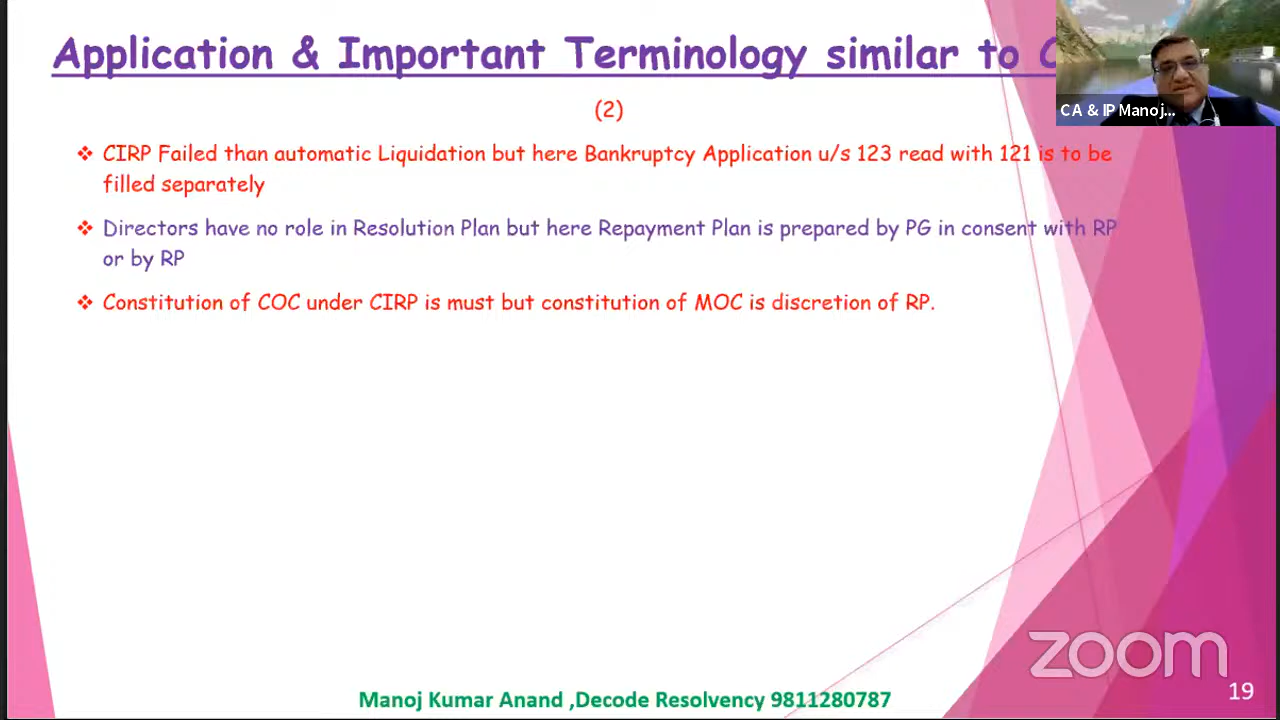 Application & Important Terminology similar to
CA & IP Manoj...
(2)
❖ CIRP Failed than automatic Liquidation but here Bankruptcy Application u/s 123 read with 121 is to be
filled separately
❖ Directors have no role in Resolution Plan but here Repayment Plan is prepared by PG in consent with RP
or by RP
❖ Constitution of COC under CIRP is must but constitution of MOC is discretion of RP.
zoom
Manoj Kumar Anand ,Decode Resolvency 9811280787
19